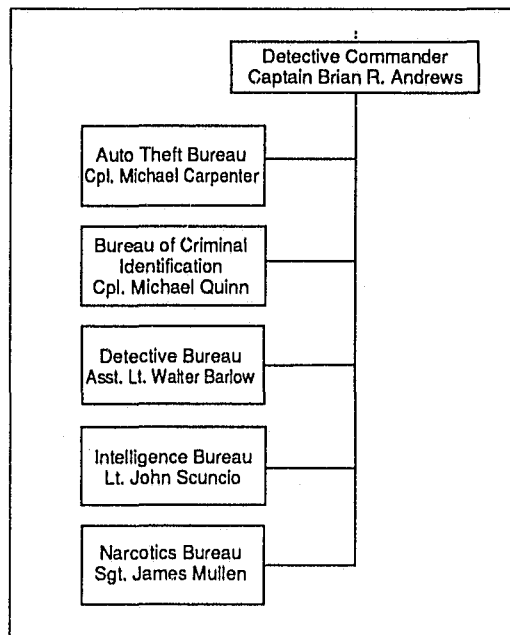 Detective Commander
Captain Brian R. Andrews
Auto Theft Bureau
Cpl. Michael Carpenter
Bureau of Criminal
Identification
Cpl. Michael Quinn
Detective Bureau
Asst. Lt. Walter Barlow
Intelligence Bureau
Lt. John Scuncio
Narcotics Bureau
Sgt. James Mullen